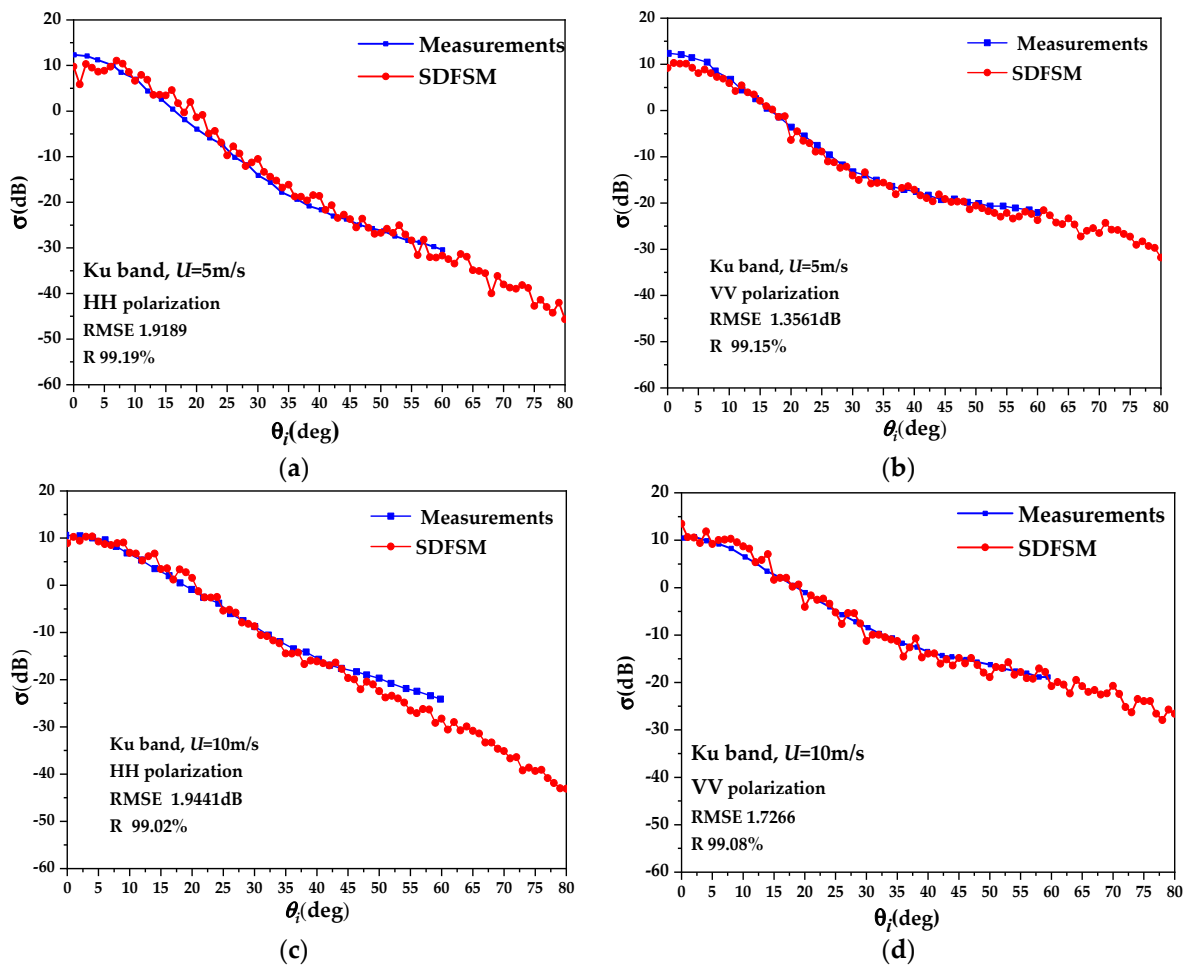 20
10
0
-10
-20
-30
-40
-50
-60
σ(dB)
Measurements
SDFSM
Ku band, U=5m/s
HH polarization
RMSE 1.9189
R 99.19%
0 5 10 15 20 25 30 35 40 45 50 55 60 65 70 75 80
θi(deg)
(a)
20
10
0
-10
-20
-30
-40
-50
-60
σ(dB)
Measurements
SDFSM
Ku band, U=5m/s
VV polarization
RMSE 1.3561dB
R 99.15%
0 5 10 15 20 25 30 35 40 45 50 55 60 65 70 75 80
θi(deg)
(b)
20
10
0
-10
-20
-30
-40
-50
-60
σ(dB)
Measurements
SDFSM
Ku band, U=10m/s
HH polarization
RMSE 1.9441dB
R 99.02%
0 5 10 15 20 25 30 35 40 45 50 55 60 65 70 75 80
θi(deg)
(c)
20
10
0
-10
-20
-30
-40
-50
-60
σ(dB)
Measurements
SDFSM
Ku band, U=10m/s
VV polarization
RMSE 1.7266
R 99.08%
0 5 10 15 20 25 30 35 40 45 50 55 60 65 70 75 80
θi(deg)
(d)